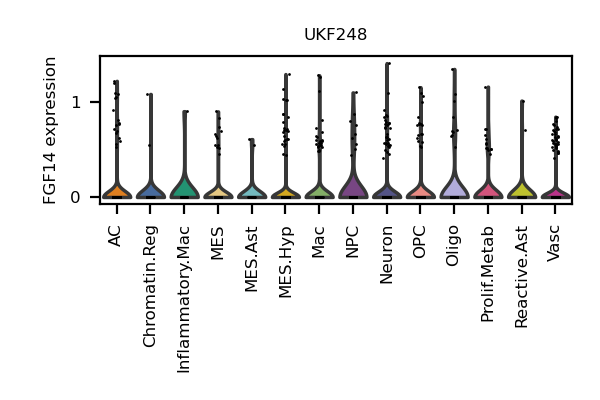 UKF248
FGF14 expression
1
0
AC
Chromatin.Reg
Inflammatory.Mac
MES
MES.Ast
MES.Hyp
Mac
NPC
Neuron
OPC
Oligo
Prolif.Metab
Reactive.Ast
Vasc